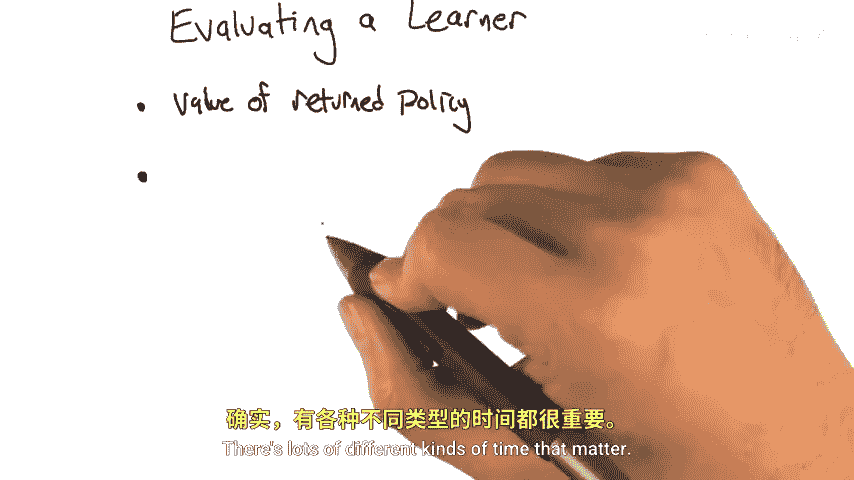 Evaluating a Learner
• Value of returned policy
•
确实，有各种不同类型的时间都很重要。
There's lots of different kinds of time that matter.